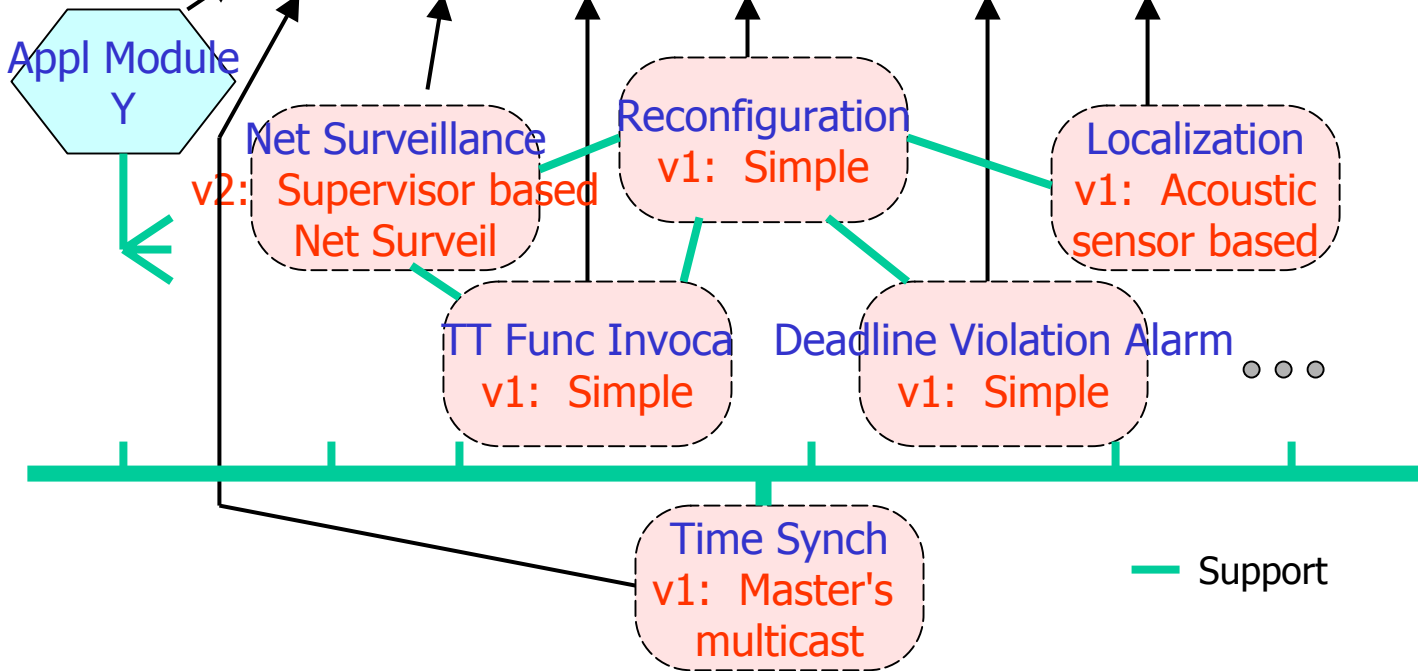 Appl Module
Y
Net Surveillance
v2: Supervisor based
Net Surveil
Reconfiguration
v1: Simple
Localization
v1: Acoustic
sensor based
TT Func Invoca
v1: Simple
Deadline Violation Alarm
v1: Simple
Time Synch
v1: Master's
multicast
Support